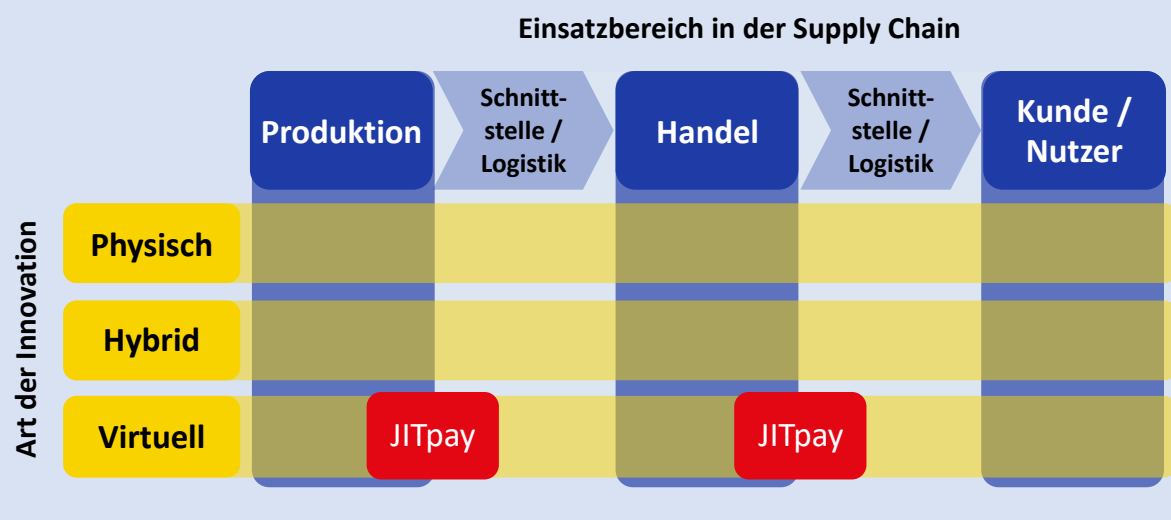 Einsatzbereich in der Supply Chain
Produktion
Schnitt-
stelle /
Logistik
Handel
Schnitt-
stelle /
Logistik
Kunde /
Nutzer
Art der Innovation
Physisch
Hybrid
Virtuell
JITpay
JITpay